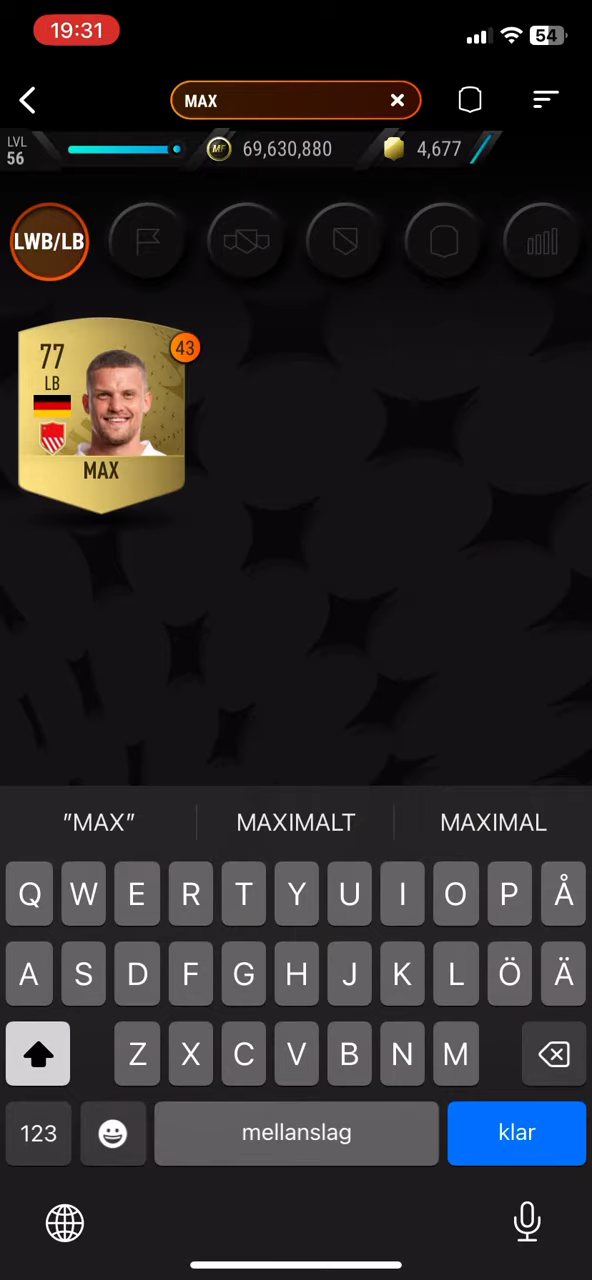 19:31
54
MAX
LVL
56
MF
69,630,880
4,677
LWB/LB
77
LB
43
MAX
"MAX" MAXIMALT MAXIMAL
Q W E R T Y U I O P Å
A S D F G H J K L Ö Ä
Z X C V B N M
123 mellanslag klar